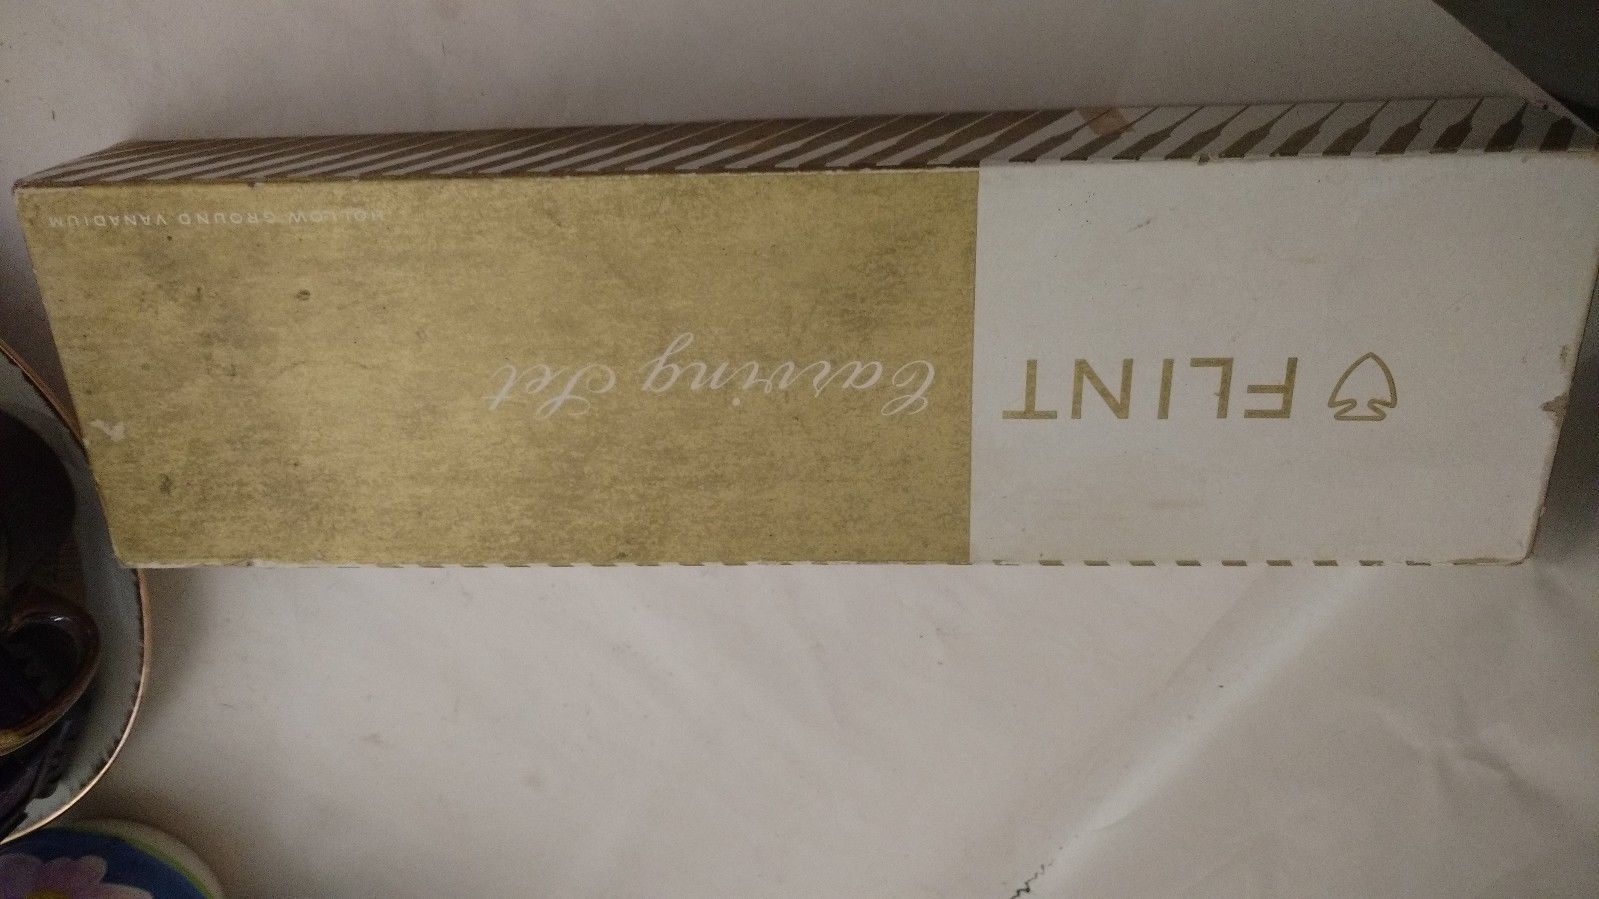 FLINT
Carving Set
HOLLOW GROUND VANADIUM